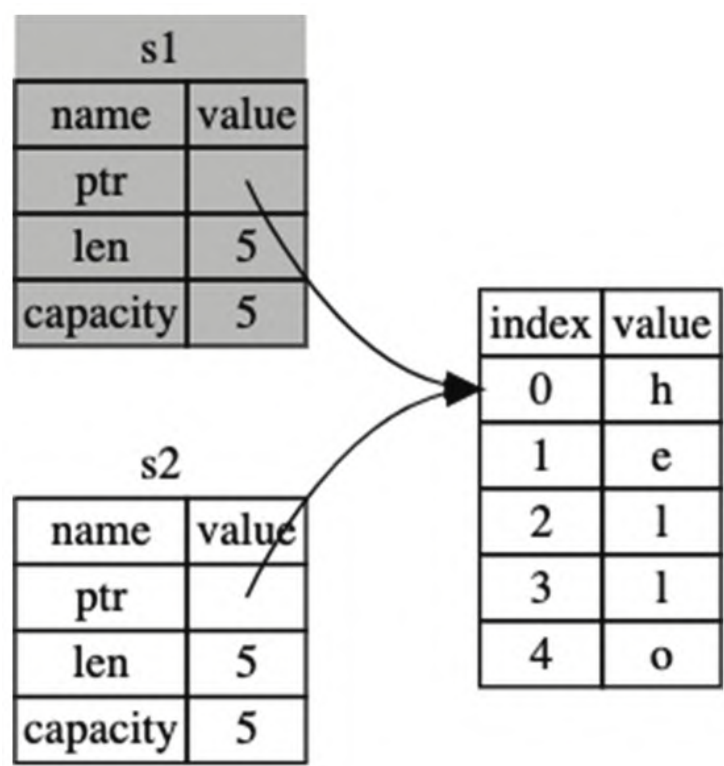 s1
name value
ptr
len 5
capacity 5
s2
name value
ptr
len 5
capacity 5
index value
0 h
1 e
2 l
3 l
4 o